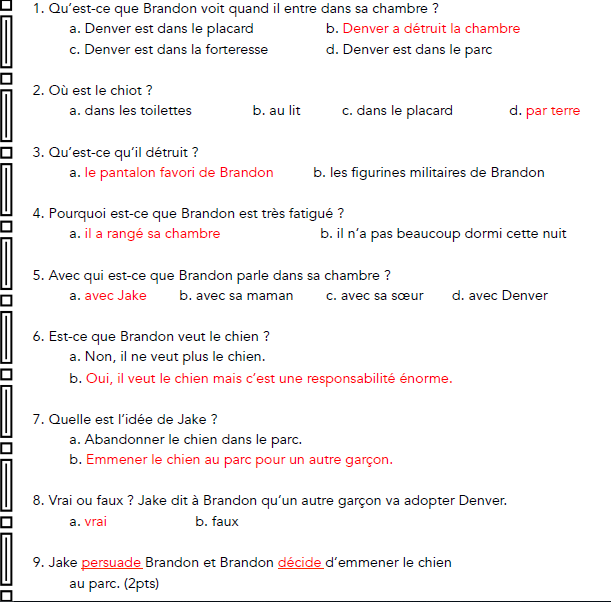 1. Qu'est-ce que Brandon voit quand il entre dans sa chambre ?
a. Denver est dans le placard b. Denver a détruit la chambre
c. Denver est dans la forteresse d. Denver est dans le parc
2. Où est le chiot ?
a. dans les toilettes b. au lit c. dans le placard d. par terre
3. Qu'est-ce qu'il détruit ?
a. le pantalon favori de Brandon b. les figurines militaires de Brandon
4. Pourquoi est-ce que Brandon est très fatigué ?
a. il a rangé sa chambre b. il n'a pas beaucoup dormi cette nuit
5. Avec qui est-ce que Brandon parle dans sa chambre ?
a. avec Jake b. avec sa maman c. avec sa sœur d. avec Denver
6. Est-ce que Brandon veut le chien ?
a. Non, il ne veut plus le chien.
b. Oui, il veut le chien mais c'est une responsabilité énorme.
7. Quelle est l'idée de Jake ?
a. Abandonner le chien dans le parc.
b. Emmener le chien au parc pour un autre garçon.
8. Vrai ou faux ? Jake dit à Brandon qu'un autre garçon va adopter Denver.
a. vrai b. faux
9. Jake persuade Brandon et Brandon décide d'emmener le chien
au parc. (2pts)